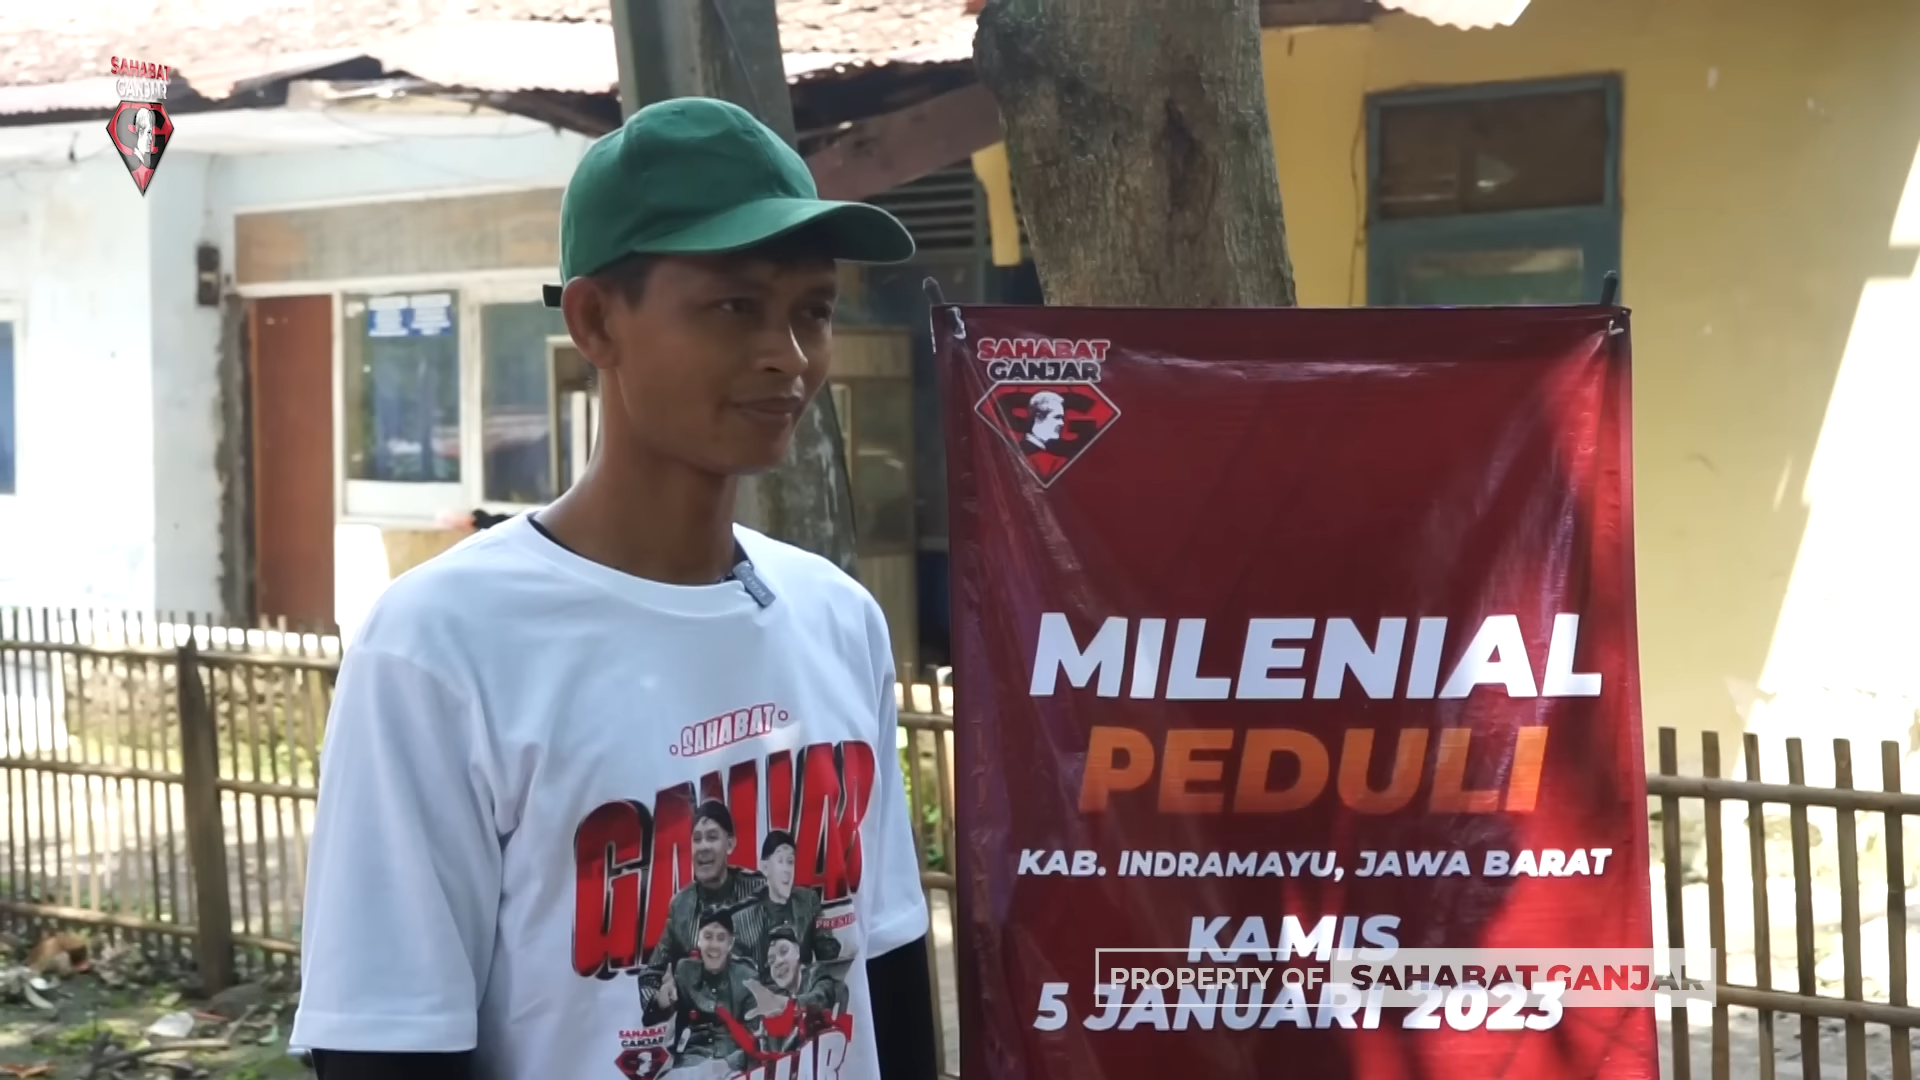 SAHABAT
GANJAR
SAHABAT
GANJAR
MILENIAL
PEDULI
KAB. INDRAMAYU, JAWA BARAT
KAMIS
5 JANUARI 2023
PROPERTY OF SAHABAT GANJAR
• SAHABAT •
GANJAR
SAHABAT
GANJAR